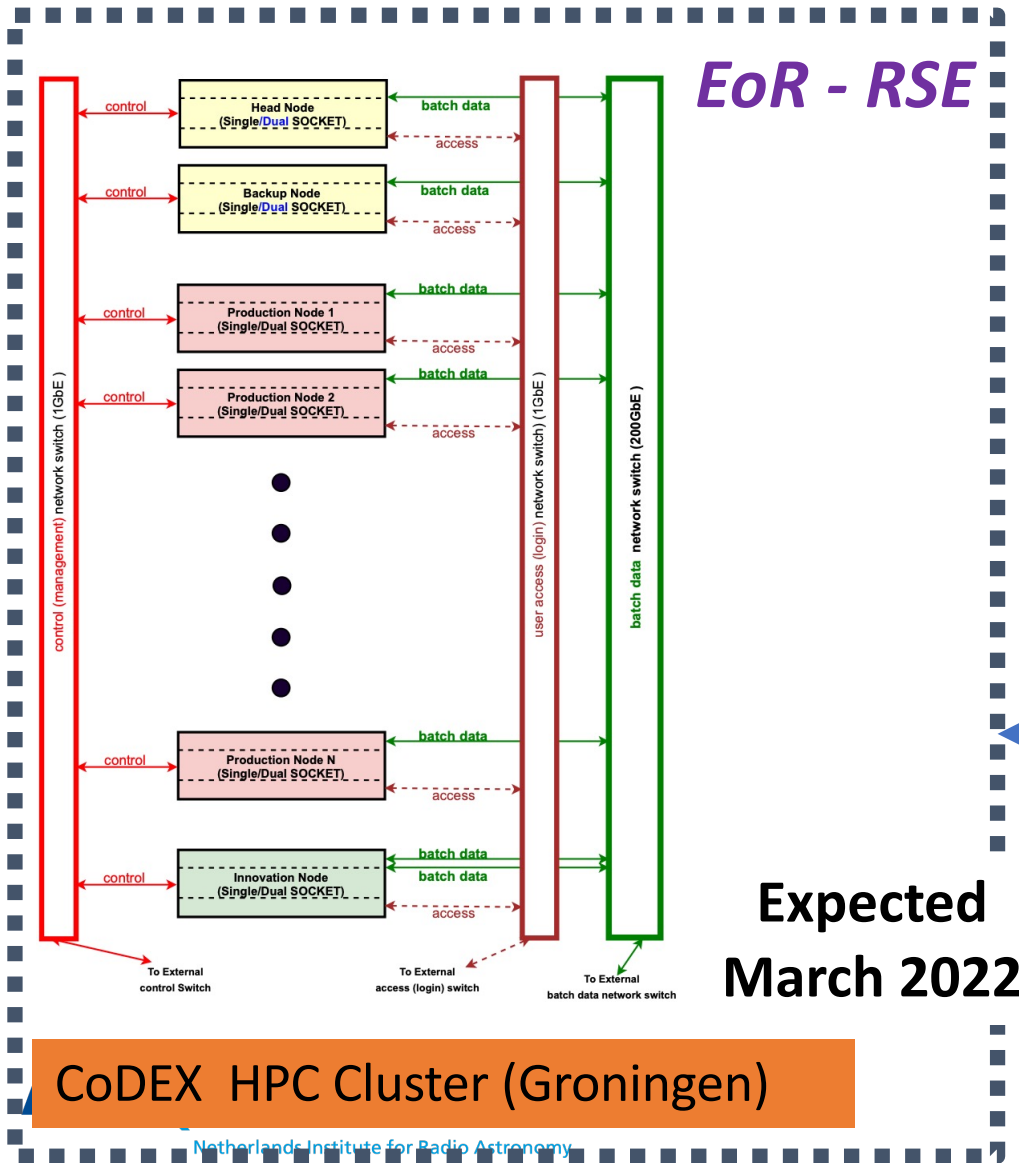 EoR - RSE
control
Head Node
(Single/Dual SOCKET)
batch data
access
control
Backup Node
(Single/Dual SOCKET)
batch data
access
control
Production Node 1
(Single/Dual SOCKET)
batch data
access
control
Production Node 2
(Single/Dual SOCKET)
batch data
access
control (management) network switch (1GbE )
user access (login) network switch) (1GbE )
batch data network switch (200GbE )
control
Production Node N
(Single/Dual SOCKET)
batch data
access
control
Innovation Node
(Single/Dual SOCKET)
batch data
batch data
access
To External
control Switch
To External
access (login) switch
To External
batch data network switch
Expected
March 2022
CoDEX HPC Cluster (Groningen)
Netherlands Institute for Radio Astronomy